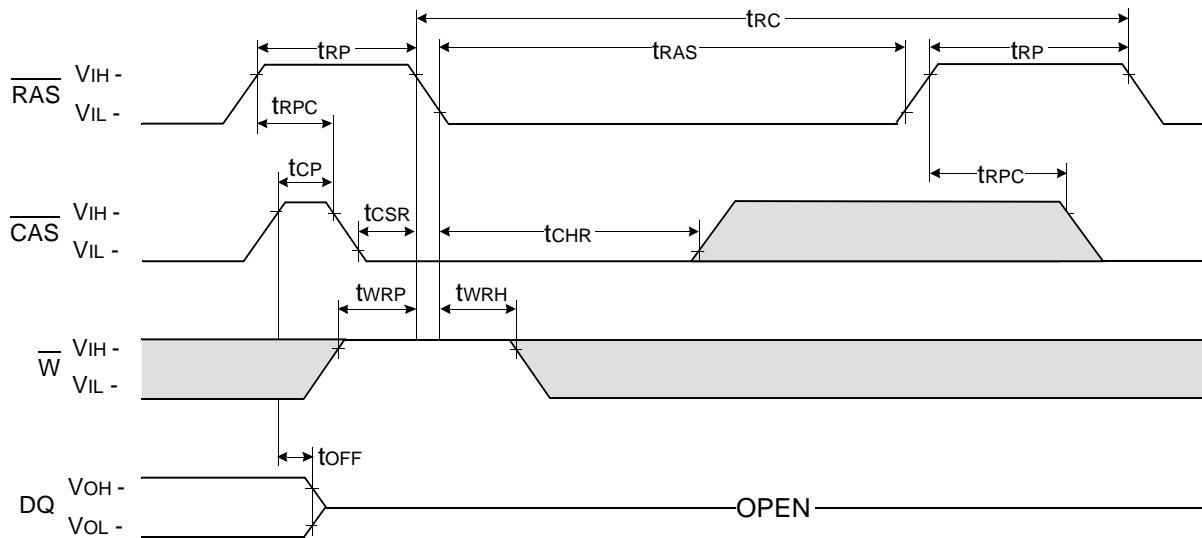 tRC
tRP
tRAS
tRP
RAS
VIH -
VIL -
tRPC
tCP
tRPC
CAS
VIH -
VIL -
tCSR
tCHR
tWRP
tWRH
W
VIH -
VIL -
tOFF
DQ
VOH -
VOL -
OPEN